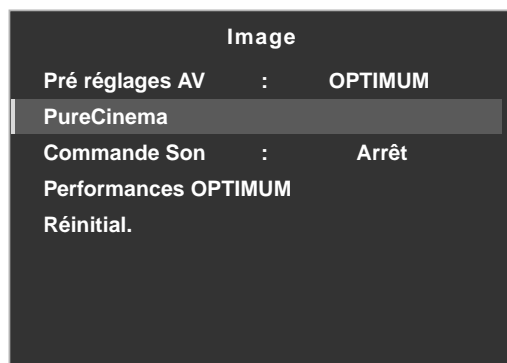 Image
Pré réglages AV : OPTIMUM
PureCinema
Commande Son : Arrêt
Performances OPTIMUM
Réinitial.